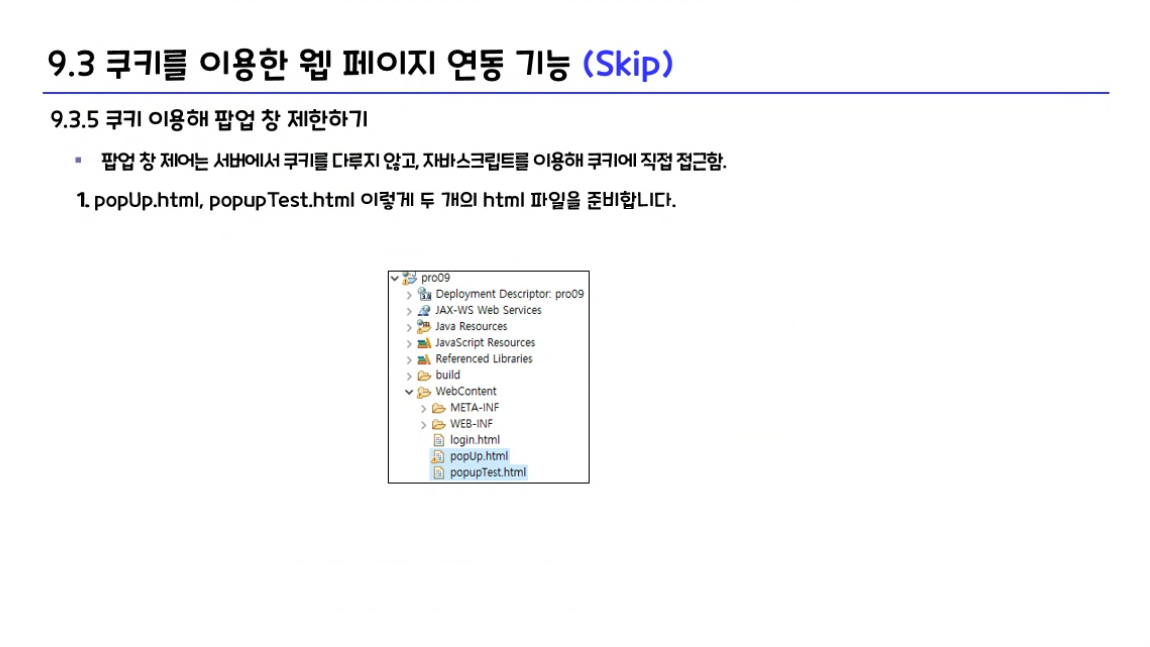 9.3 쿠키를 이용한 웹 페이지 연동 기능 (Skip)
9.3.5 쿠키 이용해 팝업 창 제한하기
▪ 팝업 창 제어는 서버에서 쿠키를 다루지 않고, 자바스크립트를 이용해 쿠키에 직접 접근함.
1. popUp.html, popupTest.html 이렇게 두 개의 html 파일을 준비합니다.
pro09
Deployment Descriptor: pro09
JAX-WS Web Services
Java Resources
JavaScript Resources
Referenced Libraries
build
WebContent
META-INF
WEB-INF
login.html
popUp.html
popupTest.html